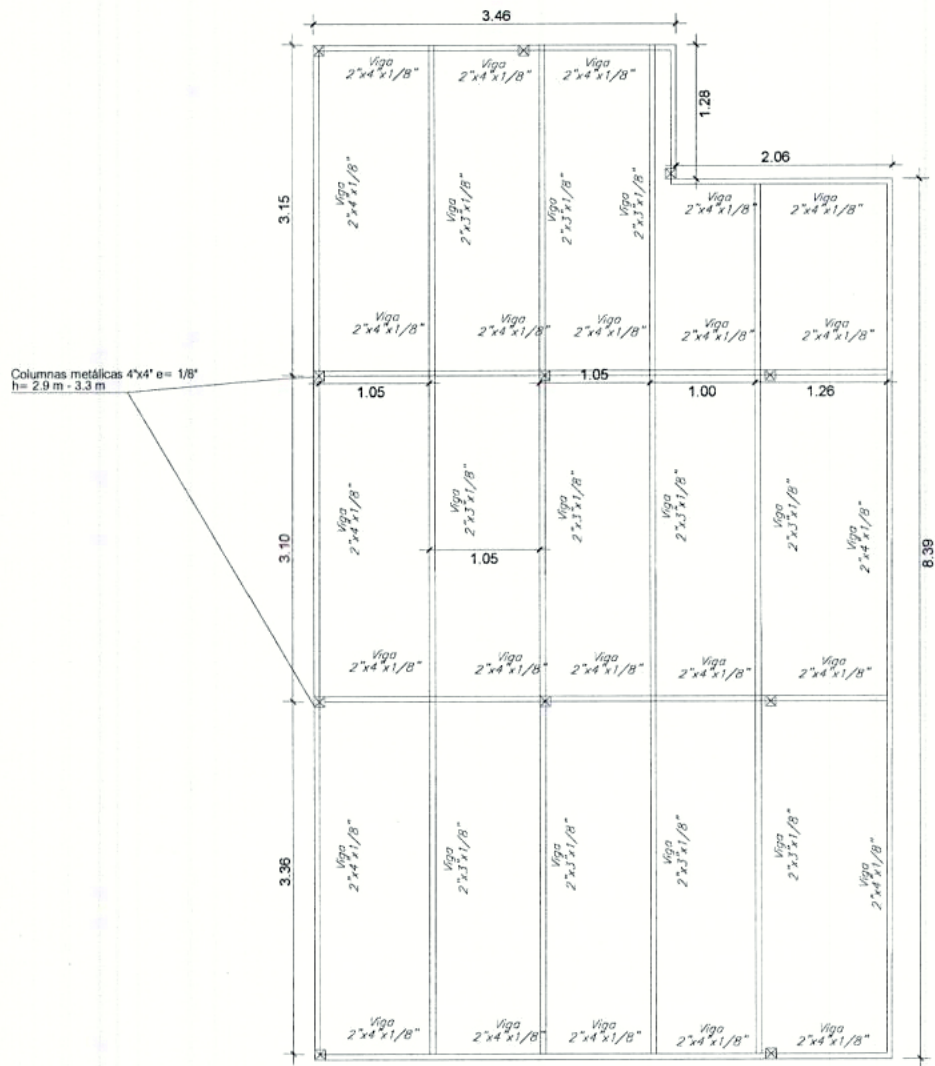 3.46
Viga
2"x4"x1/8"
Viga
2"x4"x1/8"
Viga
2"x4"x1/8"
1.28
2.06
3.15
Viga
2"x4"x1/8"
Viga
2"x3"x1/8"
Viga
2"x3"x1/8"
Viga
2"x3"x1/8"
Viga
2"x4"x1/8"
Viga
2"x4"x1/8"
Viga
2"x4"x1/8"
Viga
2"x4"x1/8"
Viga
2"x4"x1/8"
Viga
2"x4"x1/8"
Viga
2"x4"x1/8"
Columnas metálicas 4"x4" e= 1/8"
h= 2.9 m - 3.3 m
1.05
1.05
1.00
1.26
3.10
Viga
2"x4"x1/8"
Viga
2"x3"x1/8"
1.05
Viga
2"x3"x1/8"
Viga
2"x3"x1/8"
Viga
2"x3"x1/8"
Viga
2"x4"x1/8"
8.39
Viga
2"x4"x1/8"
Viga
2"x4"x1/8"
Viga
2"x4"x1/8"
Viga
2"x4"x1/8"
Viga
2"x4"x1/8"
3.36
Viga
2"x4"x1/8"
Viga
2"x3"x1/8"
Viga
2"x3"x1/8"
Viga
2"x3"x1/8"
Viga
2"x3"x1/8"
Viga
2"x4"x1/8"
Viga
2"x4"x1/8"
Viga
2"x4"x1/8"
Viga
2"x4"x1/8"
Viga
2"x4"x1/8"
Viga
2"x4"x1/8"